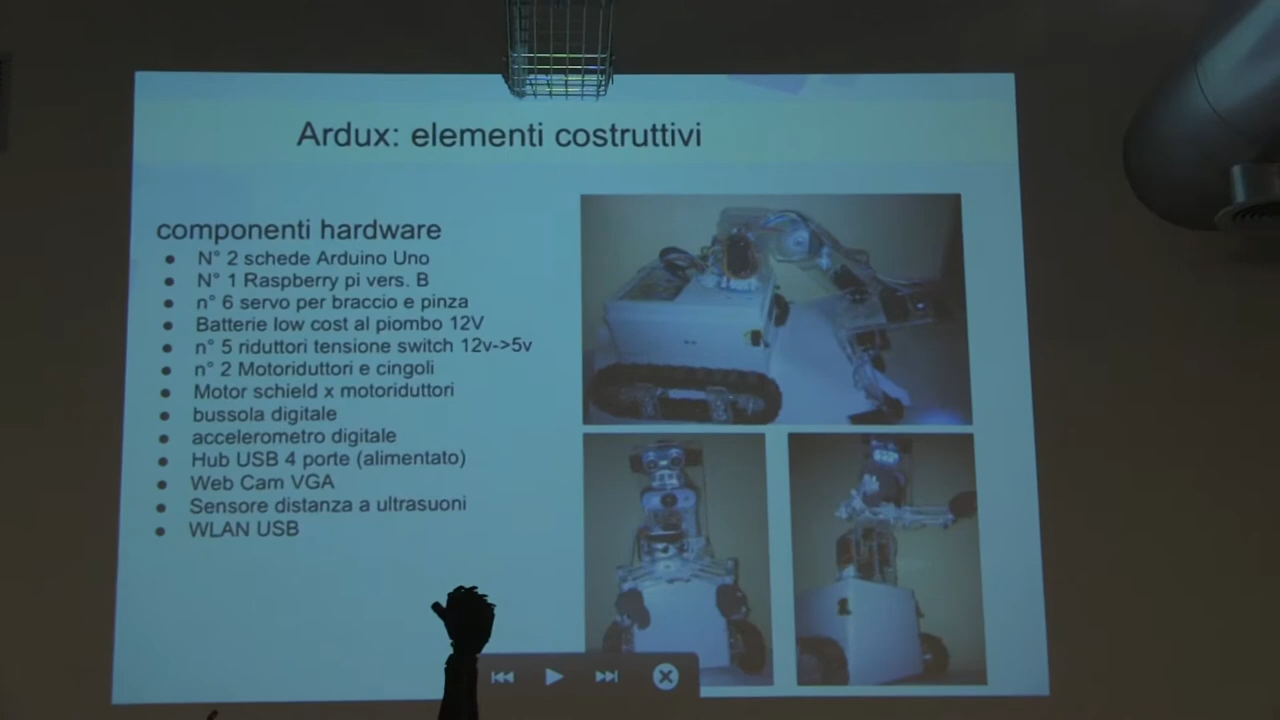 Ardux: elementi costruttivi
componenti hardware
N° 2 schede Arduino Uno
N° 1 Raspberry pi vers. B
n° 6 servo per braccio e pinza
Batterie low cost al piombo 12V
n° 5 riduttori tensione switch 12v->5v
n° 2 Motoriduttori e cingoli
Motor schield x motoriduttori
bussola digitale
accelerometro digitale
Hub USB 4 porte (alimentato)
Web Cam VGA
Sensore distanza a ultrasuoni
WLAN USB